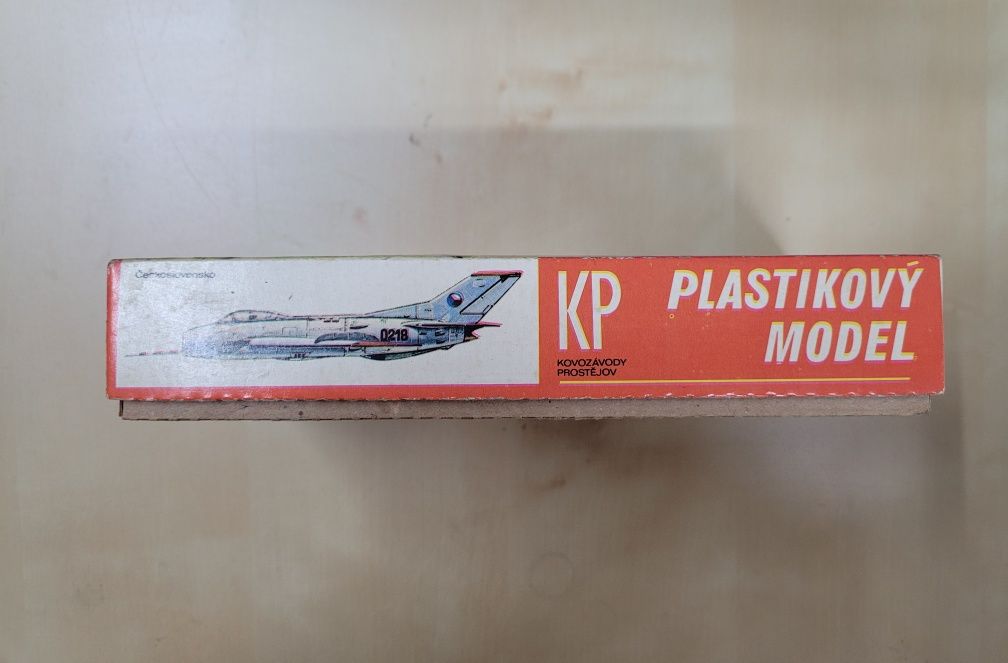 Československo
0218
KP
KOVOZÁVODY
PROSTĚJOV
PLASTIKOVÝ
MODEL